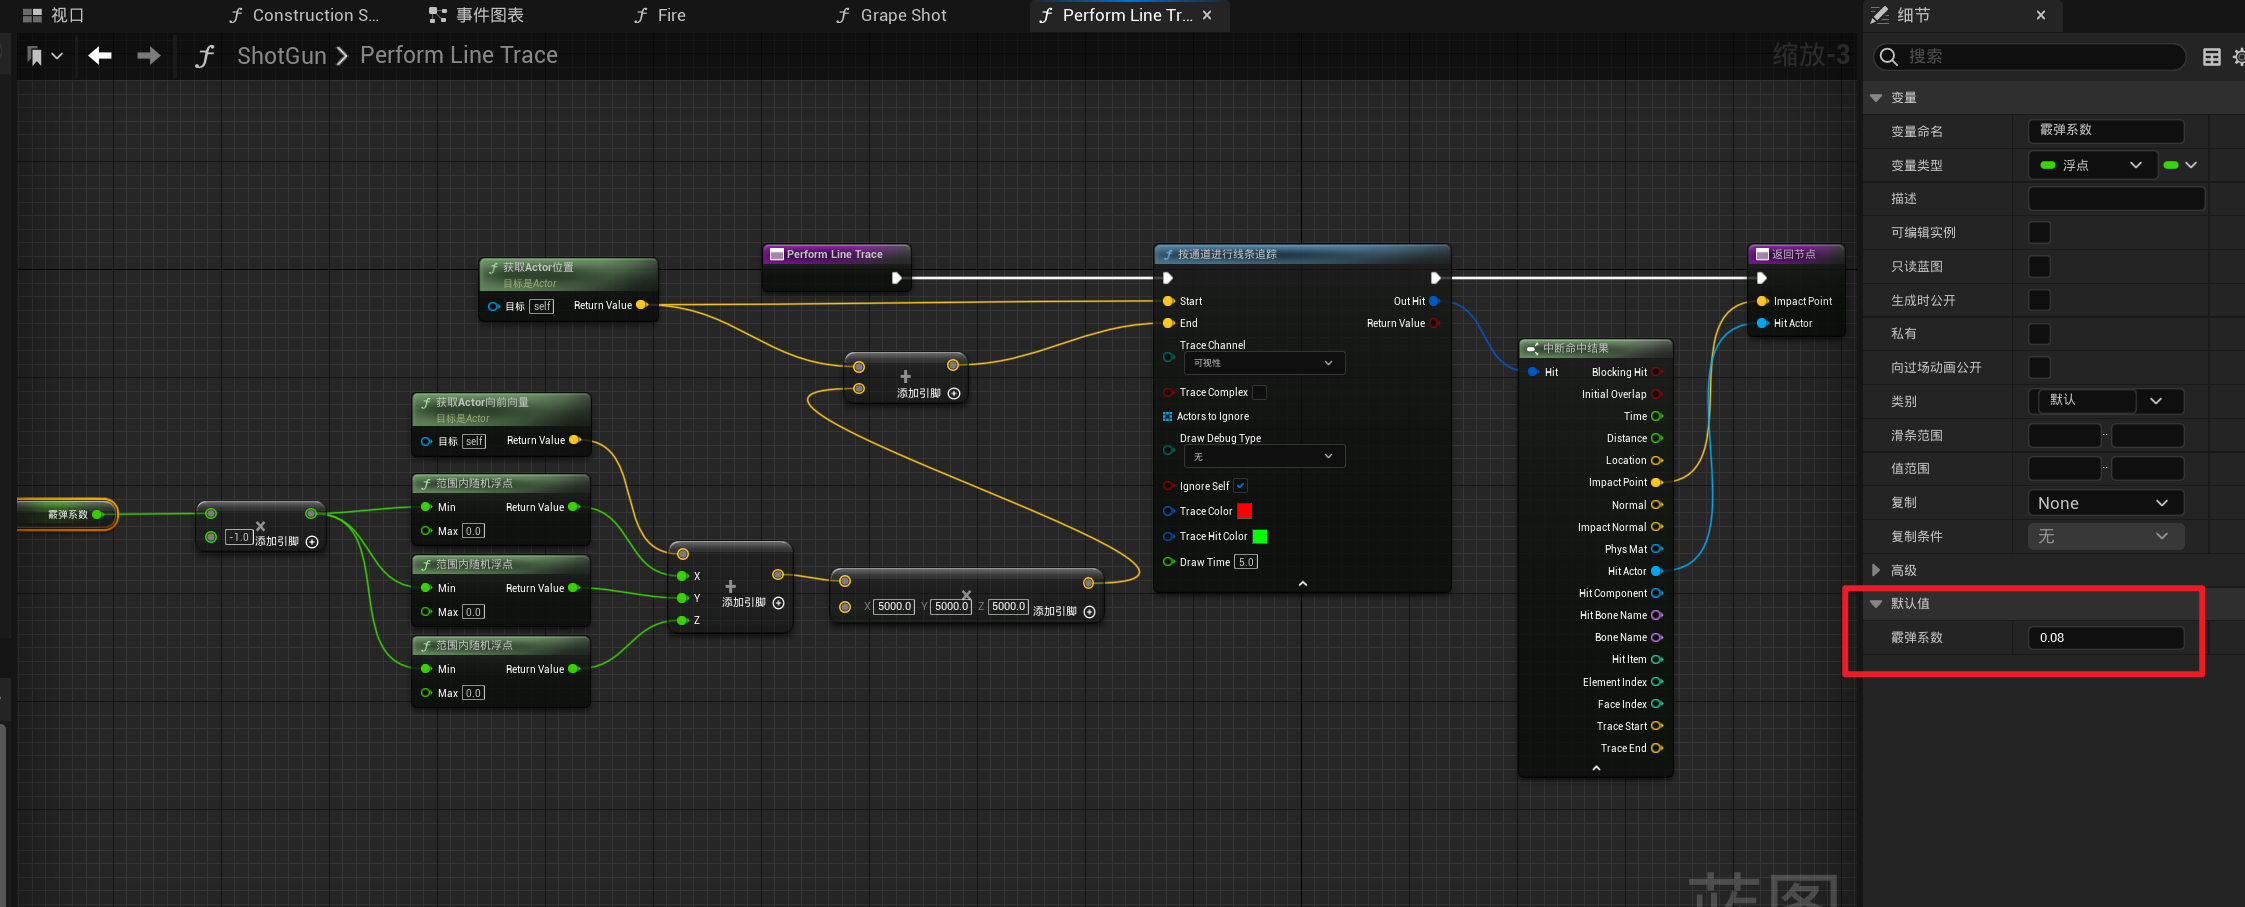 视口
Construction S...
事件图表
Fire
Grape Shot
Perform Line Tr...
细节
ShotGun
Perform Line Trace
缩放-3
搜索
获取Actor位置
目标是Actor
目标 self
Return Value
Perform Line Trace
按通道进行线条追踪
Start
End
Trace Channel
可视性
Trace Complex
Actors to Ignore
Draw Debug Type
无
Ignore Self
Trace Color
Trace Hit Color
Draw Time 5.0
Out Hit
Return Value
返回节点
Impact Point
Hit Actor
添加引脚
中断命中结果
Hit
Blocking Hit
Initial Overlap
Time
Distance
Location
Impact Point
Normal
Impact Normal
Phys Mat
Hit Actor
Hit Component
Hit Bone Name
Bone Name
Hit Item
Element Index
Face Index
Trace Start
Trace End
获取Actor向前向量
目标是Actor
目标 self
Return Value
霰弹系数
-1.0
添加引脚
范围内随机浮点
Min
Return Value
Max 0.0
范围内随机浮点
Min
Return Value
Max 0.0
范围内随机浮点
Min
Return Value
Max 0.0
X
Y
Z
添加引脚
X 5000.0 Y 5000.0 Z 5000.0 添加引脚
蓝图
变量
变量命名 霰弹系数
变量类型 浮点
描述
可编辑实例
只读蓝图
生成时公开
私有
向过场动画公开
类别 默认
滑条范围
值范围
复制 None
复制条件 无
高级
默认值
霰弹系数 0.08